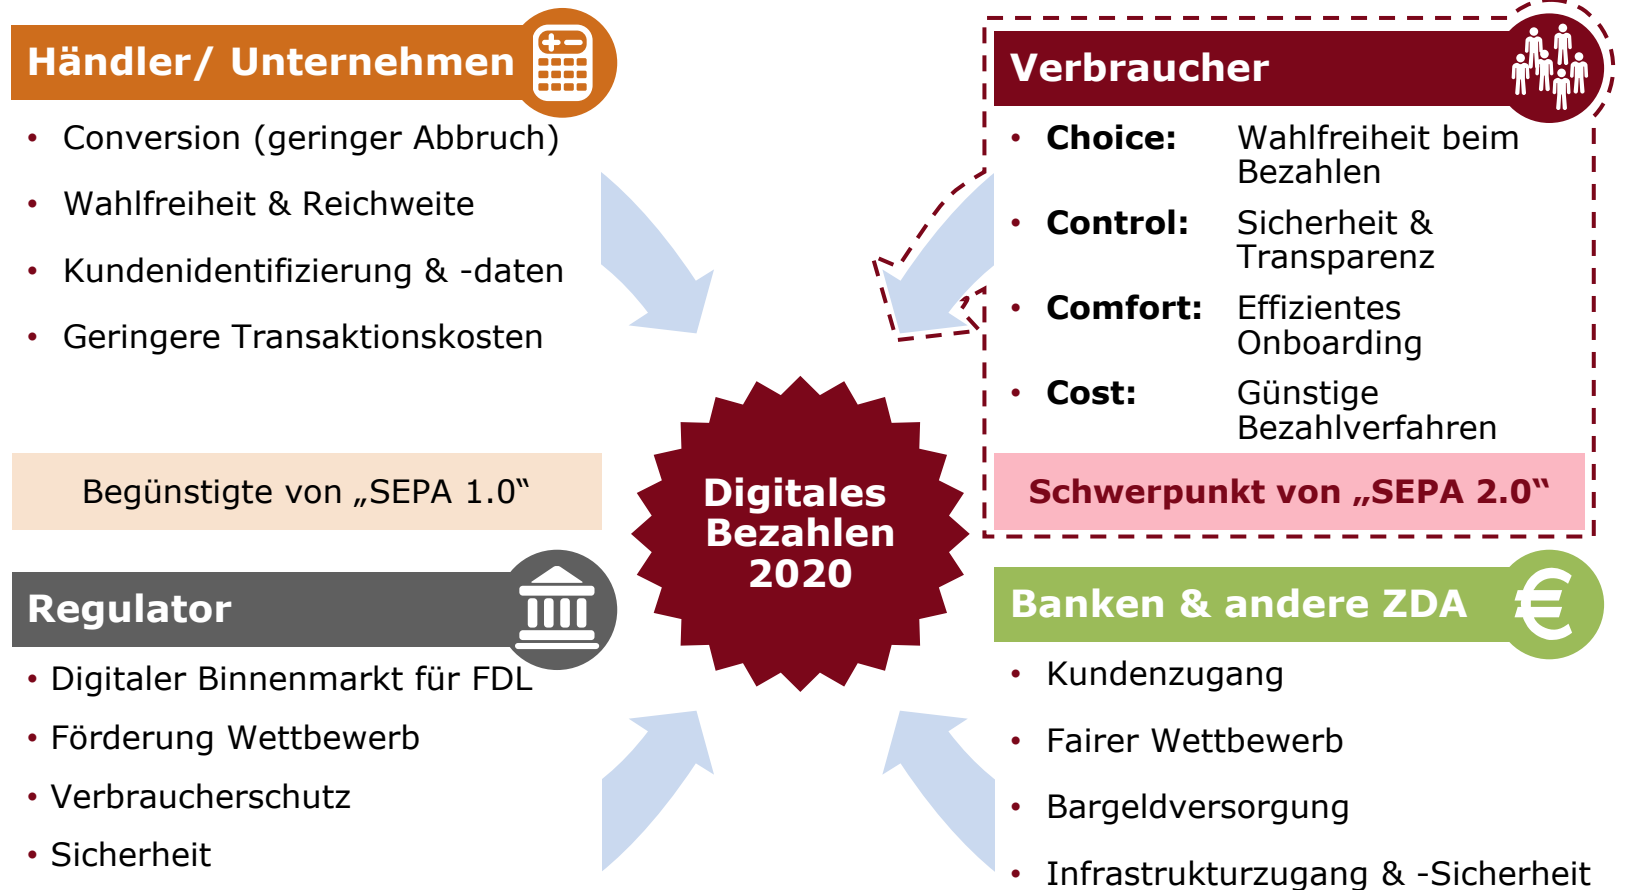 Händler/ Unternehmen
• Conversion (geringer Abbruch)
• Wahlfreiheit & Reichweite
• Kundenidentifizierung & -daten
• Geringere Transaktionskosten
Begünstigte von „SEPA 1.0“
Verbraucher
• Choice: Wahlfreiheit beim
Bezahlen
• Control: Sicherheit &
Transparenz
• Comfort: Effizientes
Onboarding
• Cost: Günstige
Bezahlverfahren
Schwerpunkt von „SEPA 2.0“
Digitales
Bezahlen
2020
Regulator
• Digitaler Binnenmarkt für FDL
• Förderung Wettbewerb
• Verbraucherschutz
• Sicherheit
Banken & andere ZDA
€
• Kundenzugang
• Fairer Wettbewerb
• Bargeldversorgung
• Infrastrukturzugang & -Sicherheit